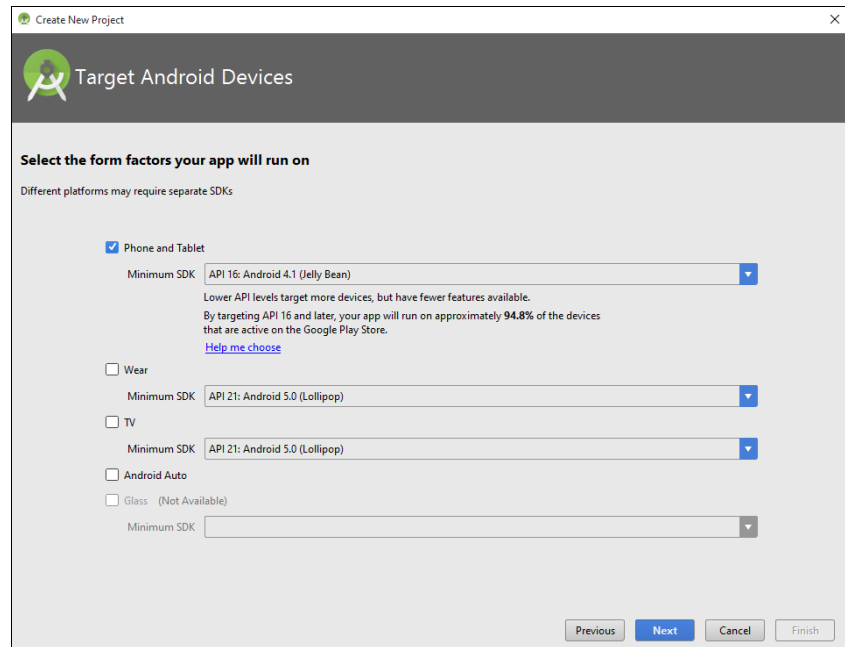 Create New Project
Target Android Devices
Select the form factors your app will run on
Different platforms may require separate SDKs
Phone and Tablet
Minimum SDK API 16: Android 4.1 (Jelly Bean)
Lower API levels target more devices, but have fewer features available.
By targeting API 16 and later, your app will run on approximately 94.8% of the devices
that are active on the Google Play Store.
Help me choose
Wear
Minimum SDK API 21: Android 5.0 (Lollipop)
TV
Minimum SDK API 21: Android 5.0 (Lollipop)
Android Auto
Glass (Not Available)
Minimum SDK
Previous Next Cancel Finish